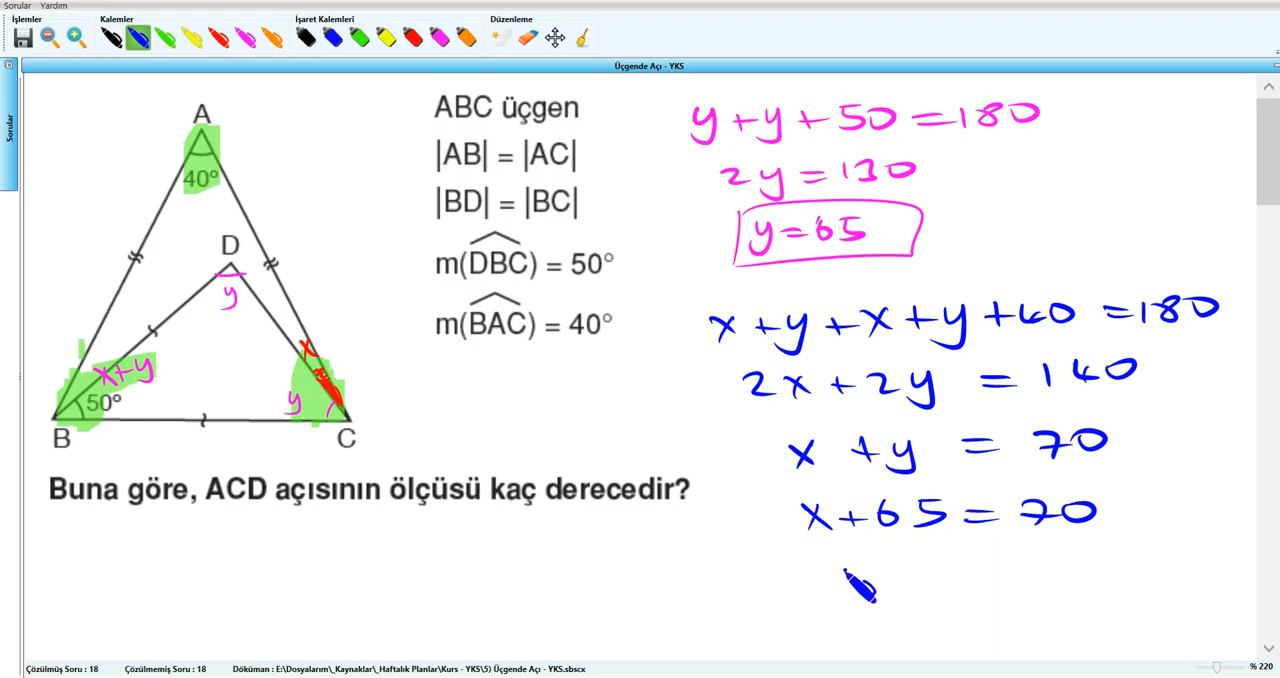 Sorular Yardım
İşlemler Kalemler İşaret Kalemleri Düzenleme
Üçgende Açı - YKS
Sorular
A
40°
D
y
x
x+y
50°
y
B
C
ABC üçgen
|AB| = |AC|
|BD| = |BC|
m(DBC) = 50°
m(BAC) = 40°
Buna göre, ACD açısının ölçüsü kaç derecedir?
y+y+50=180
2y=130
y=65
x+y+x+y+40=180
2x+2y=140
x+y=70
x+65=70
Çözülmüş Soru : 18 Çözülmemiş Soru : 18 Döküman : E:\Dosyalarım\_Kaynaklar\_Haftalık Planlar\Kurs - YKS\5) Üçgende Açı - YKS.sbscx % 220